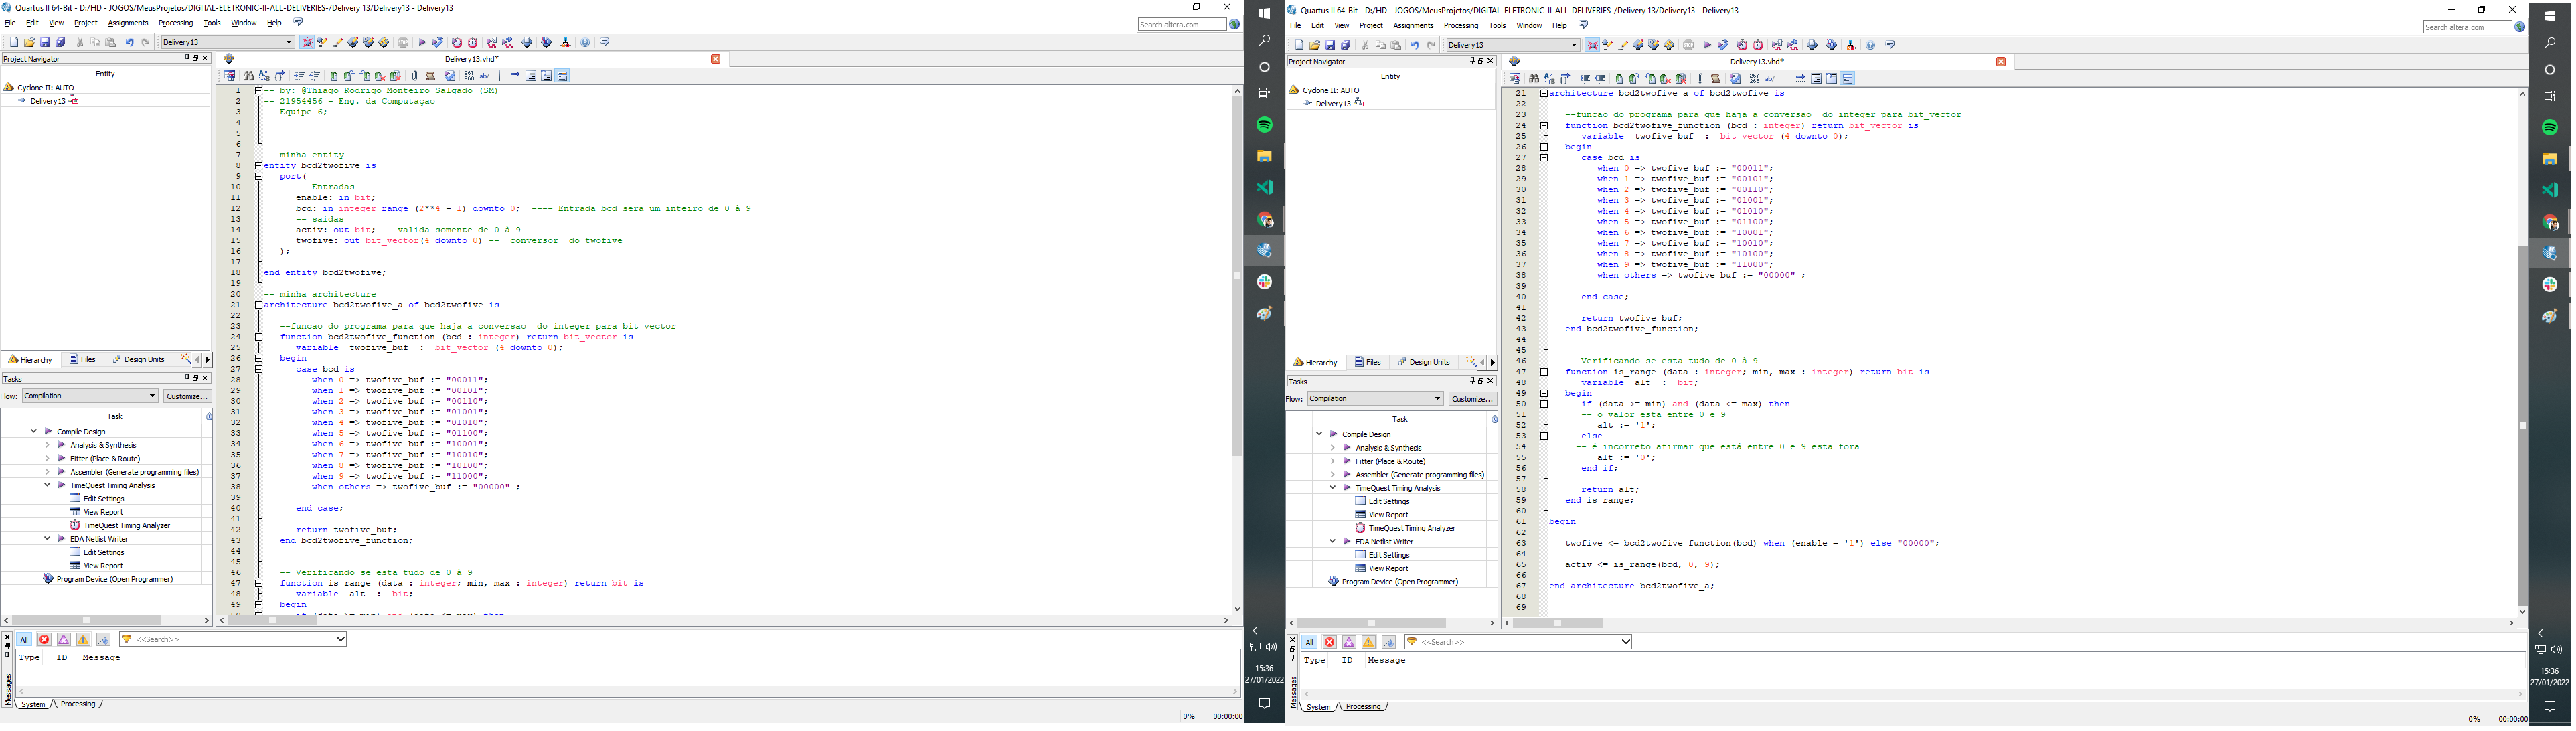 Quartus II 64-Bit - D:/HD - JOGOS/MeusProjetos/DIGITAL-ELETRONIC-II-ALL-DELIVERIES-/Delivery 13/Delivery13 - Delivery13
File Edit View Project Assignments Processing Tools Window Help
Search altera.com
Delivery13
Project Navigator
Entity
Cyclone II: AUTO
Delivery13
Hierarchy Files Design Units
Tasks
Flow: Compilation Customize...
Task
Compile Design
Analysis & Synthesis
Fitter (Place & Route)
Assembler (Generate programming files)
TimeQuest Timing Analysis
Edit Settings
View Report
TimeQuest Timing Analyzer
EDA Netlist Writer
Edit Settings
View Report
Program Device (Open Programmer)
Delivery13.vhd*
1 -- by: @Thiago Rodrigo Monteiro Salgado (SM)
2 -- 21954456 - Eng. da Computaçao
3 -- Equipe 6;
4
5
6
7 -- minha entity
8 entity bcd2twofive is
9 port(
10 -- Entradas
11 enable: in bit;
12 bcd: in integer range (2**4 - 1) downto 0; ---- Entrada bcd sera um inteiro de 0 à 9
13 -- saidas
14 activ: out bit; -- valida somente de 0 à 9
15 twofive: out bit_vector(4 downto 0) -- conversor do twofive
16 );
17
18 end entity bcd2twofive;
19
20 -- minha architecture
21 architecture bcd2twofive_a of bcd2twofive is
22
23 --funcao do programa para que haja a conversao do integer para bit_vector
24 function bcd2twofive_function (bcd : integer) return bit_vector is
25 variable twofive_buf : bit_vector (4 downto 0);
26 begin
27 case bcd is
28 when 0 => twofive_buf := "00011";
29 when 1 => twofive_buf := "00101";
30 when 2 => twofive_buf := "00110";
31 when 3 => twofive_buf := "01001";
32 when 4 => twofive_buf := "01010";
33 when 5 => twofive_buf := "01100";
34 when 6 => twofive_buf := "10001";
35 when 7 => twofive_buf := "10010";
36 when 8 => twofive_buf := "10100";
37 when 9 => twofive_buf := "11000";
38 when others => twofive_buf := "00000" ;
39
40 end case;
41
42 return twofive_buf;
43 end bcd2twofive_function;
44
45
46 -- Verificando se esta tudo de 0 à 9
47 function is_range (data : integer; min, max : integer) return bit is
48 variable alt : bit;
49 begin
All <<Search>>
Type ID Message
Messages
System Processing
0% 00:00:00
15:36
27/01/2022
Quartus II 64-Bit - D:/HD - JOGOS/MeusProjetos/DIGITAL-ELETRONIC-II-ALL-DELIVERIES-/Delivery 13/Delivery13 - Delivery13
File Edit View Project Assignments Processing Tools Window Help
Search altera.com
Delivery13
Project Navigator
Entity
Cyclone II: AUTO
Delivery13
Hierarchy Files Design Units
Tasks
Flow: Compilation Customize...
Task
Compile Design
Analysis & Synthesis
Fitter (Place & Route)
Assembler (Generate programming files)
TimeQuest Timing Analysis
Edit Settings
View Report
TimeQuest Timing Analyzer
EDA Netlist Writer
Edit Settings
View Report
Program Device (Open Programmer)
Delivery13.vhd*
21 architecture bcd2twofive_a of bcd2twofive is
22
23 --funcao do programa para que haja a conversao do integer para bit_vector
24 function bcd2twofive_function (bcd : integer) return bit_vector is
25 variable twofive_buf : bit_vector (4 downto 0);
26 begin
27 case bcd is
28 when 0 => twofive_buf := "00011";
29 when 1 => twofive_buf := "00101";
30 when 2 => twofive_buf := "00110";
31 when 3 => twofive_buf := "01001";
32 when 4 => twofive_buf := "01010";
33 when 5 => twofive_buf := "01100";
34 when 6 => twofive_buf := "10001";
35 when 7 => twofive_buf := "10010";
36 when 8 => twofive_buf := "10100";
37 when 9 => twofive_buf := "11000";
38 when others => twofive_buf := "00000" ;
39
40 end case;
41
42 return twofive_buf;
43 end bcd2twofive_function;
44
45
46 -- Verificando se esta tudo de 0 à 9
47 function is_range (data : integer; min, max : integer) return bit is
48 variable alt : bit;
49 begin
50 if (data >= min) and (data <= max) then
51 -- o valor esta entre 0 e 9
52 alt := '1';
53 else
54 -- é incorreto afirmar que está entre 0 e 9 esta fora
55 alt := '0';
56 end if;
57
58 return alt;
59 end is_range;
60
61 begin
62
63 twofive <= bcd2twofive_function(bcd) when (enable = '1') else "00000";
64
65 activ <= is_range(bcd, 0, 9);
66
67 end architecture bcd2twofive_a;
68
69
All <<Search>>
Type ID Message
Messages
System Processing
0% 00:00:00
15:36
27/01/2022